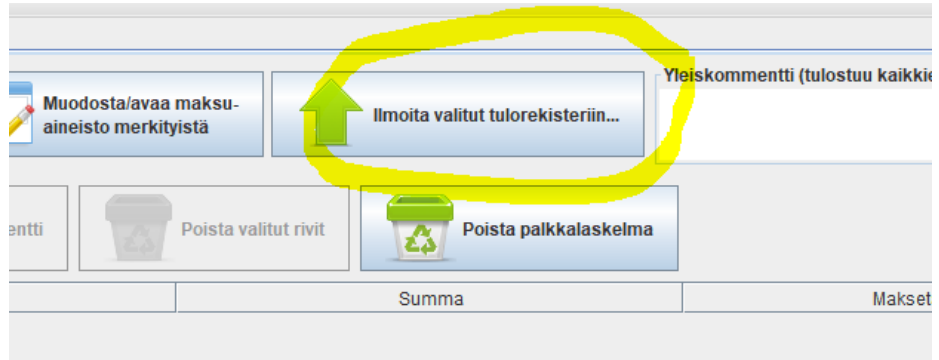 Muodosta/avaa maksu-
aineisto merkityistä
Ilmoita valitut tulorekisteriin...
Yleiskommentti (tulostuu kaikkie
entti
Poista valitut rivit
Poista palkkalaskelma
Summa
Makset